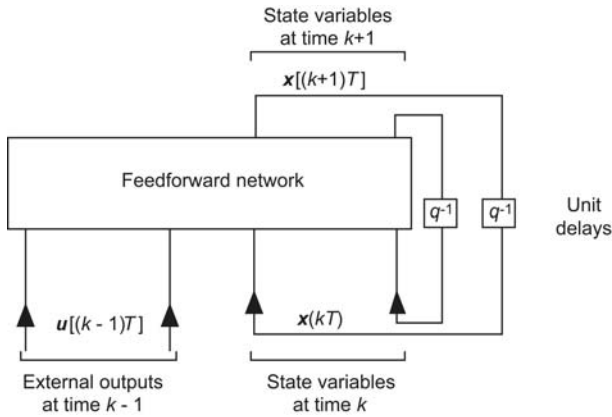 State variables
at time k+1
x[(k+1)T]
Feedforward network
q-1
q-1
Unit
delays
u[(k - 1)T]
x(kT)
External outputs
at time k - 1
State variables
at time k